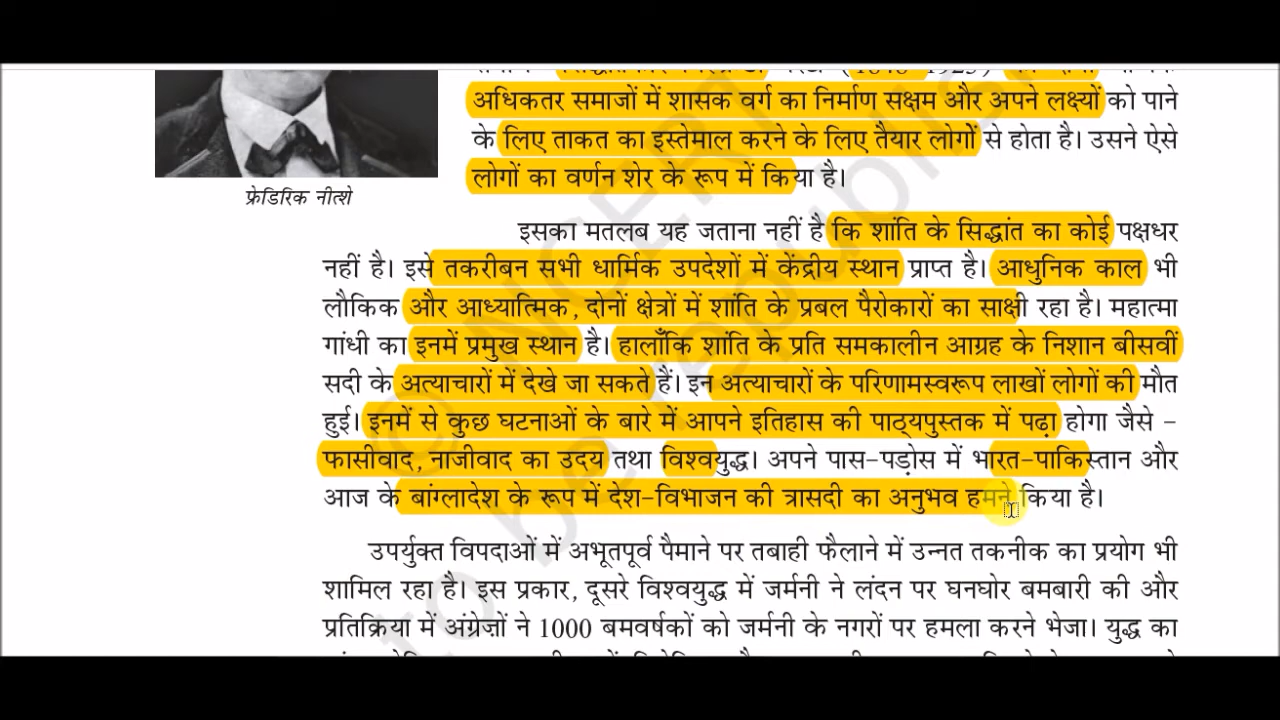 अधिकतर समाजों में शासक वर्ग का निर्माण सक्षम और अपने लक्ष्यों को पाने
के लिए ताकत का इस्तेमाल करने के लिए तैयार लोगों से होता है। उसने ऐसे
लोगों का वर्णन शेर के रूप में किया है।
फ्रेडरिक नीत्शे
इसका मतलब यह जताना नहीं है कि शांति के सिद्धांत का कोई पक्षधर
नहीं है। इसे तकरीबन सभी धार्मिक उपदेशों में केंद्रीय स्थान प्राप्त है। आधुनिक काल भी
लौकिक और आध्यात्मिक, दोनों क्षेत्रों में शांति के प्रबल पैरोकारों का साक्षी रहा है। महात्मा
गांधी का इनमें प्रमुख स्थान है। हालाँकि शांति के प्रति समकालीन आग्रह के निशान बीसवीं
सदी के अत्याचारों में देखे जा सकते हैं। इन अत्याचारों के परिणामस्वरूप लाखों लोगों की मौत
हुई। इनमें से कुछ घटनाओं के बारे में आपने इतिहास की पाठ्यपुस्तक में पढ़ा होगा जैसे –
फासीवाद, नाजीवाद का उदय तथा विश्वयुद्ध। अपने पास-पड़ोस में भारत-पाकिस्तान और
आज के बांग्लादेश के रूप में देश-विभाजन की त्रासदी का अनुभव हमने किया है।
उपर्युक्त विपदाओं में अभूतपूर्व पैमाने पर तबाही फैलाने में उन्नत तकनीक का प्रयोग भी
शामिल रहा है। इस प्रकार, दूसरे विश्वयुद्ध में जर्मनी ने लंदन पर घनघोर बमबारी की और
प्रतिक्रिया में अंग्रेज़ों ने 1000 बमवर्षकों को जर्मनी के नगरों पर हमला करने भेजा। युद्ध का